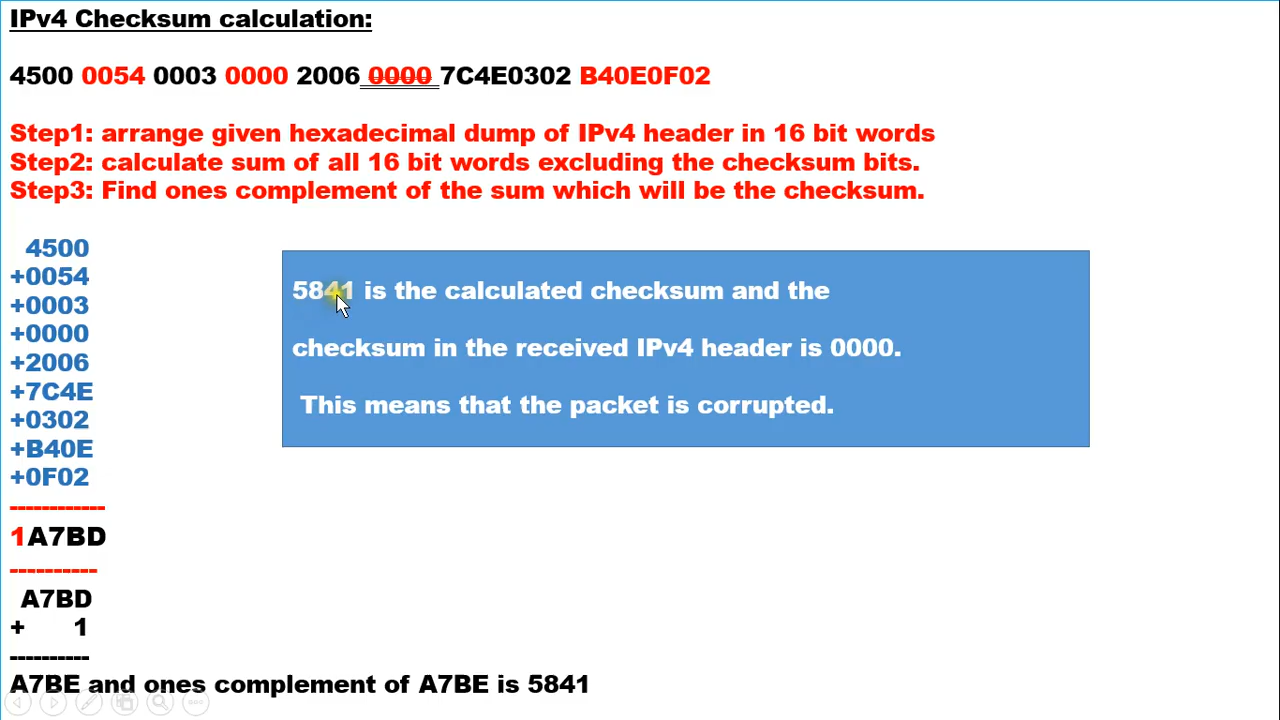 IPv4 Checksum calculation:
4500 0054 0003 0000 2006 0000 7C4E0302 B40E0F02
Step1: arrange given hexadecimal dump of IPv4 header in 16 bit words
Step2: calculate sum of all 16 bit words excluding the checksum bits.
Step3: Find ones complement of the sum which will be the checksum.
4500
+0054
+0003
+0000
+2006
+7C4E
+0302
+B40E
+0F02
------------
1A7BD
----------
A7BD
+ 1
----------
A7BE and ones complement of A7BE is 5841
5841 is the calculated checksum and the
checksum in the received IPv4 header is 0000.
This means that the packet is corrupted.